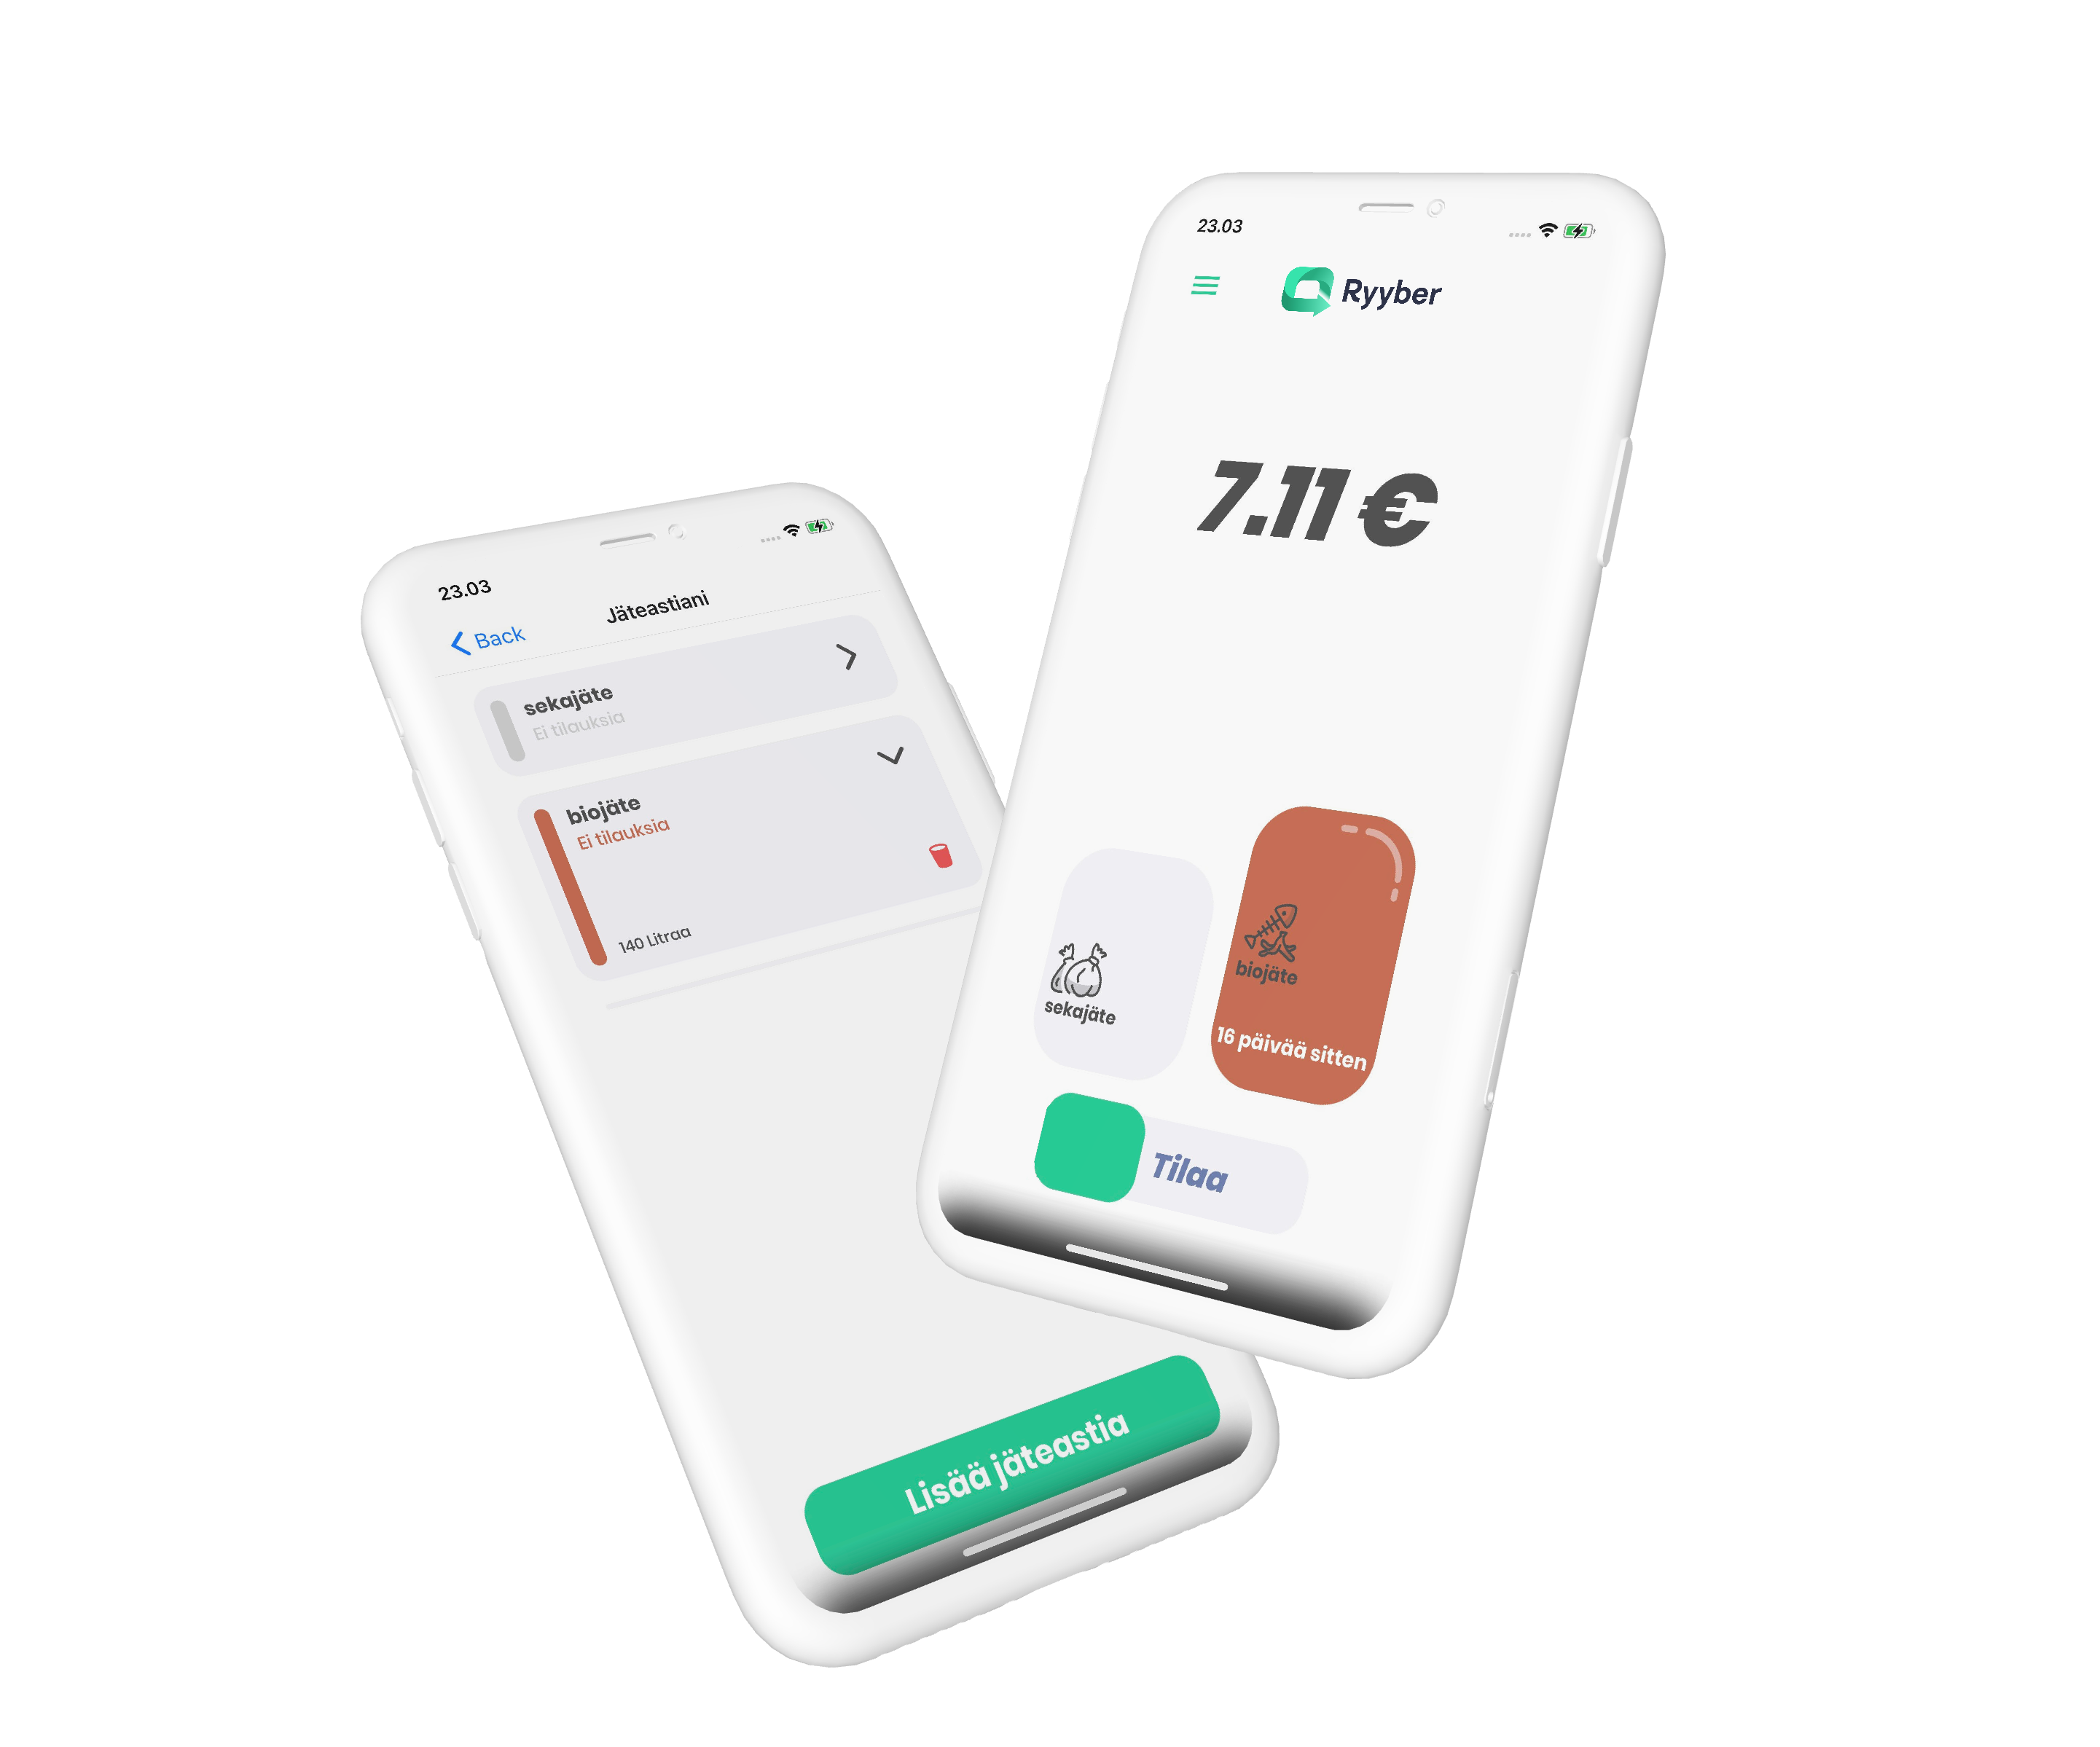 23.03
Back
Jäteastiani
sekajäte
Ei tilauksia
biojäte
Ei tilauksia
140 Litraa
Lisää jäteastia
23.03
Ryyber
7.11 €
sekajäte
biojäte
16 päivää sitten
Tilaa